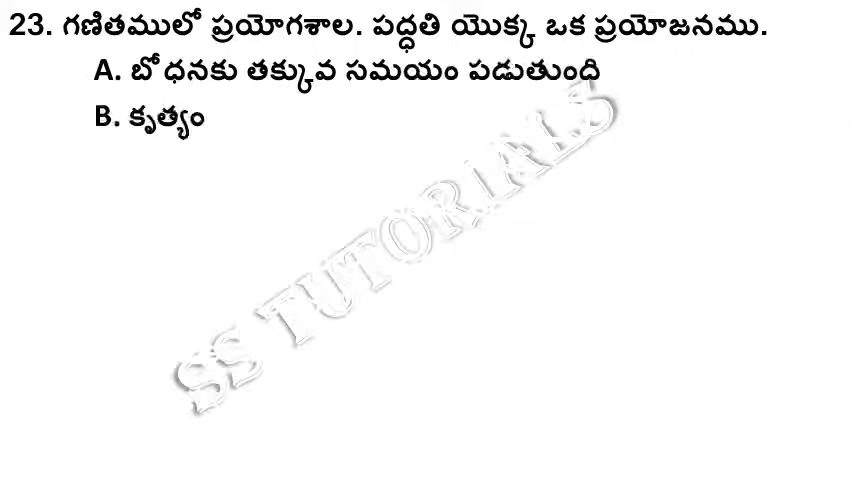 23. గణితములో ప్రయోగశాల. పద్ధతి యొక్క ఒక ప్రయోజనము.
A. బోధనకు తక్కువ సమయం పడుతుంది
B. కృత్యం
SS TUTORIALS